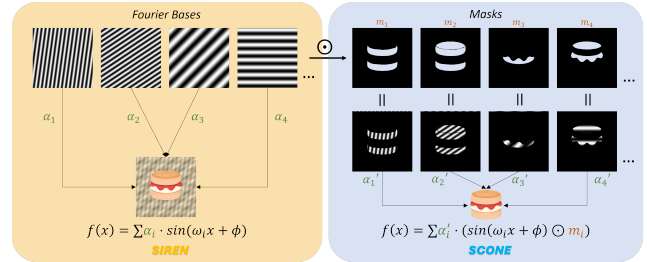 Fourier Bases
Masks
m₁ m₂ m₃ m₄
⊙
...
...
= = = =
α₁ α₂ α₃ α₄
...
α₁′ α₂′ α₃′ α₄′
f(x) = ∑αᵢ · sin(ωᵢx + ϕ)
f(x) = ∑αᵢ′ · (sin(ωᵢx + ϕ) ⊙ mᵢ)
SIREN
SCONE